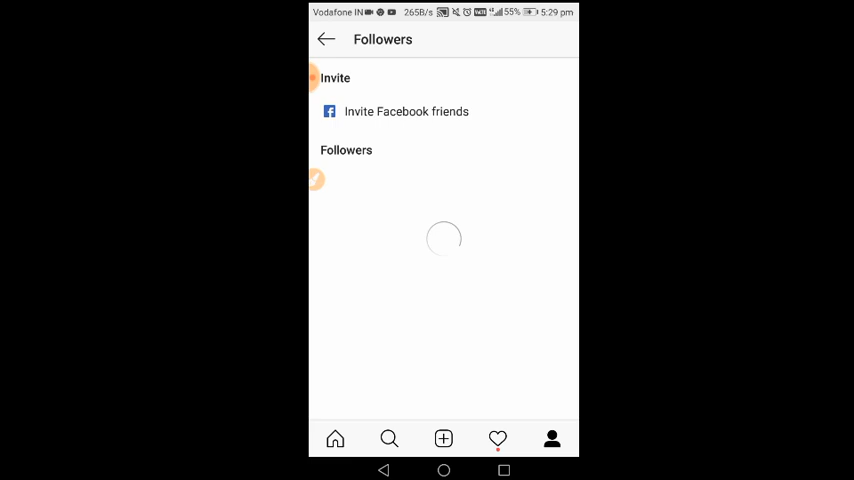 Vodafone IN 265B/s 55% 5:29 pm
Followers
Invite
Invite Facebook friends
Followers